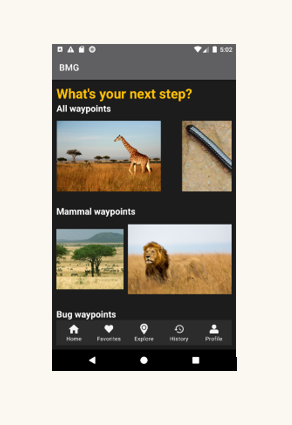 5:02
BMG
What's your next step?
All waypoints
Mammal waypoints
Bug waypoints
Home Favorites Explore History Profile